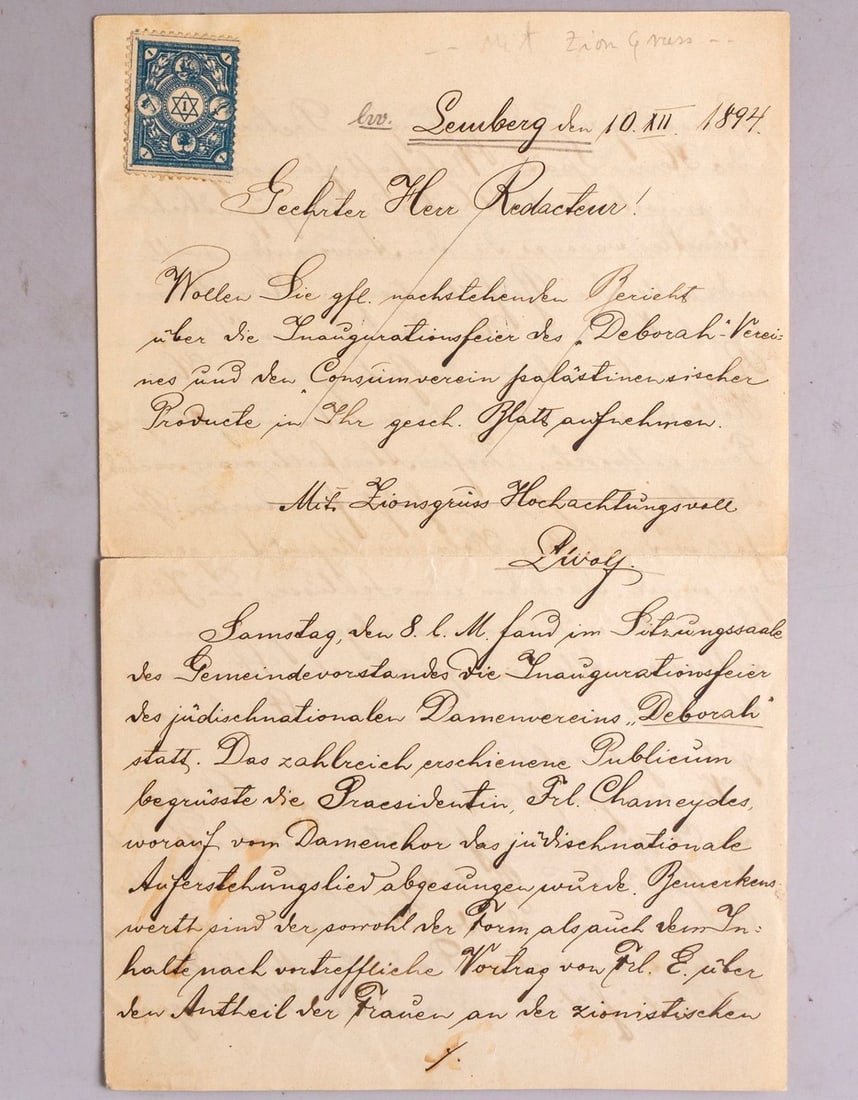 -- Mit Zion Gruss --
lw. Lemberg den 10. XII. 1894.
Geehrter Herr Redacteur!
Wollen Sie gfl. nachstehenden Bericht
über die Inaugurationsfeier des „Deborah"-Verei-
nes und den Consumverein palästinensischer
Producte in Ihr gesch. Blatt aufnehmen.
Mit Zionsgruss Hochachtungsvoll
Samstag, den 8. l. M. fand im Sitzungssaale
des Gemeindevorstandes die Inaugurationsfeier
des jüdischnationalen Damenvereins „Deborah"
statt. Das zahlreich erschienene Publicum
begrüsste die Praesidentin, Frl. Chameydes,
worauf vom Damenchor das jüdischnationale
Auferstehungslied abgesungen wurde. Bemerkens
werth sind der sowohl der Form als auch dem In-
halte nach vortreffliche Vortrag von Frl. E. über
den Antheil der Frauen an der zionistischen
./.